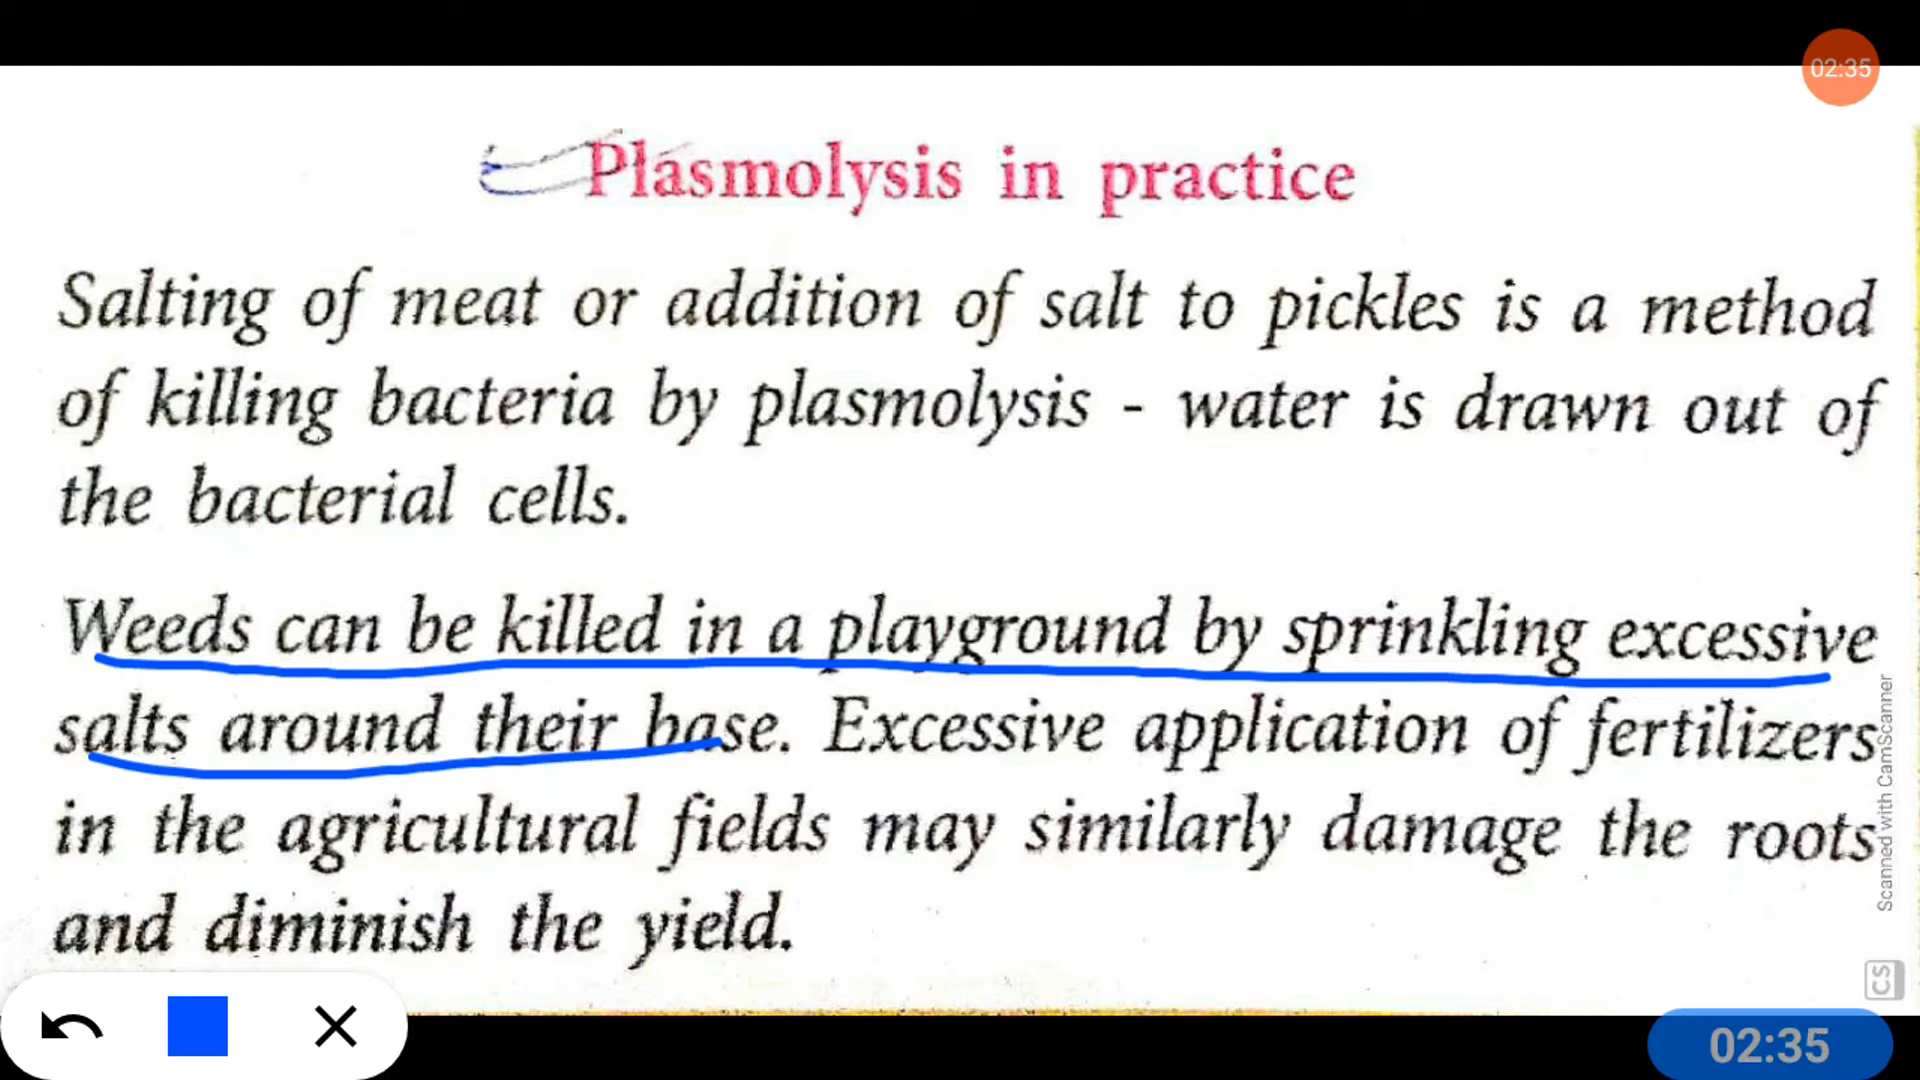 02:35
Plasmolysis in practice
Salting of meat or addition of salt to pickles is a method
of killing bacteria by plasmolysis - water is drawn out of
the bacterial cells.
Weeds can be killed in a playground by sprinkling excessive
salts around their base. Excessive application of fertilizers
in the agricultural fields may similarly damage the roots
and diminish the yield.
Scanned with CamScanner
CS
02:35